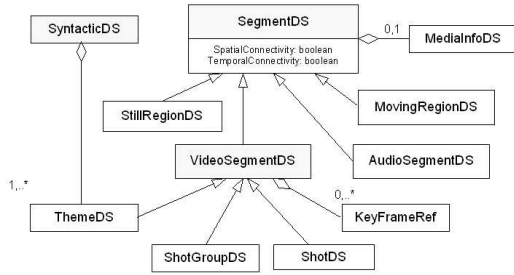 SyntacticDS
SegmentDS
SpatialConnectivity: boolean
TemporalConnectivity: boolean
0,1
MediaInfoDS
StillRegionDS
MovingRegionDS
VideoSegmentDS
AudioSegmentDS
1,..*
0,..*
ThemeDS
KeyFrameRef
ShotGroupDS
ShotDS